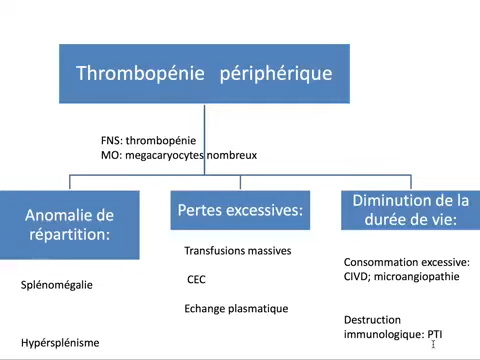 Thrombopénie périphérique
FNS: thrombopénie
MO: megacaryocytes nombreux
Anomalie de
répartition:
Splénomégalie
Hypérsplénisme
Pertes excessives:
Transfusions massives
CEC
Echange plasmatique
Diminution de la
durée de vie:
Consommation excessive:
CIVD; microangiopathie
Destruction
immunologique: PTI